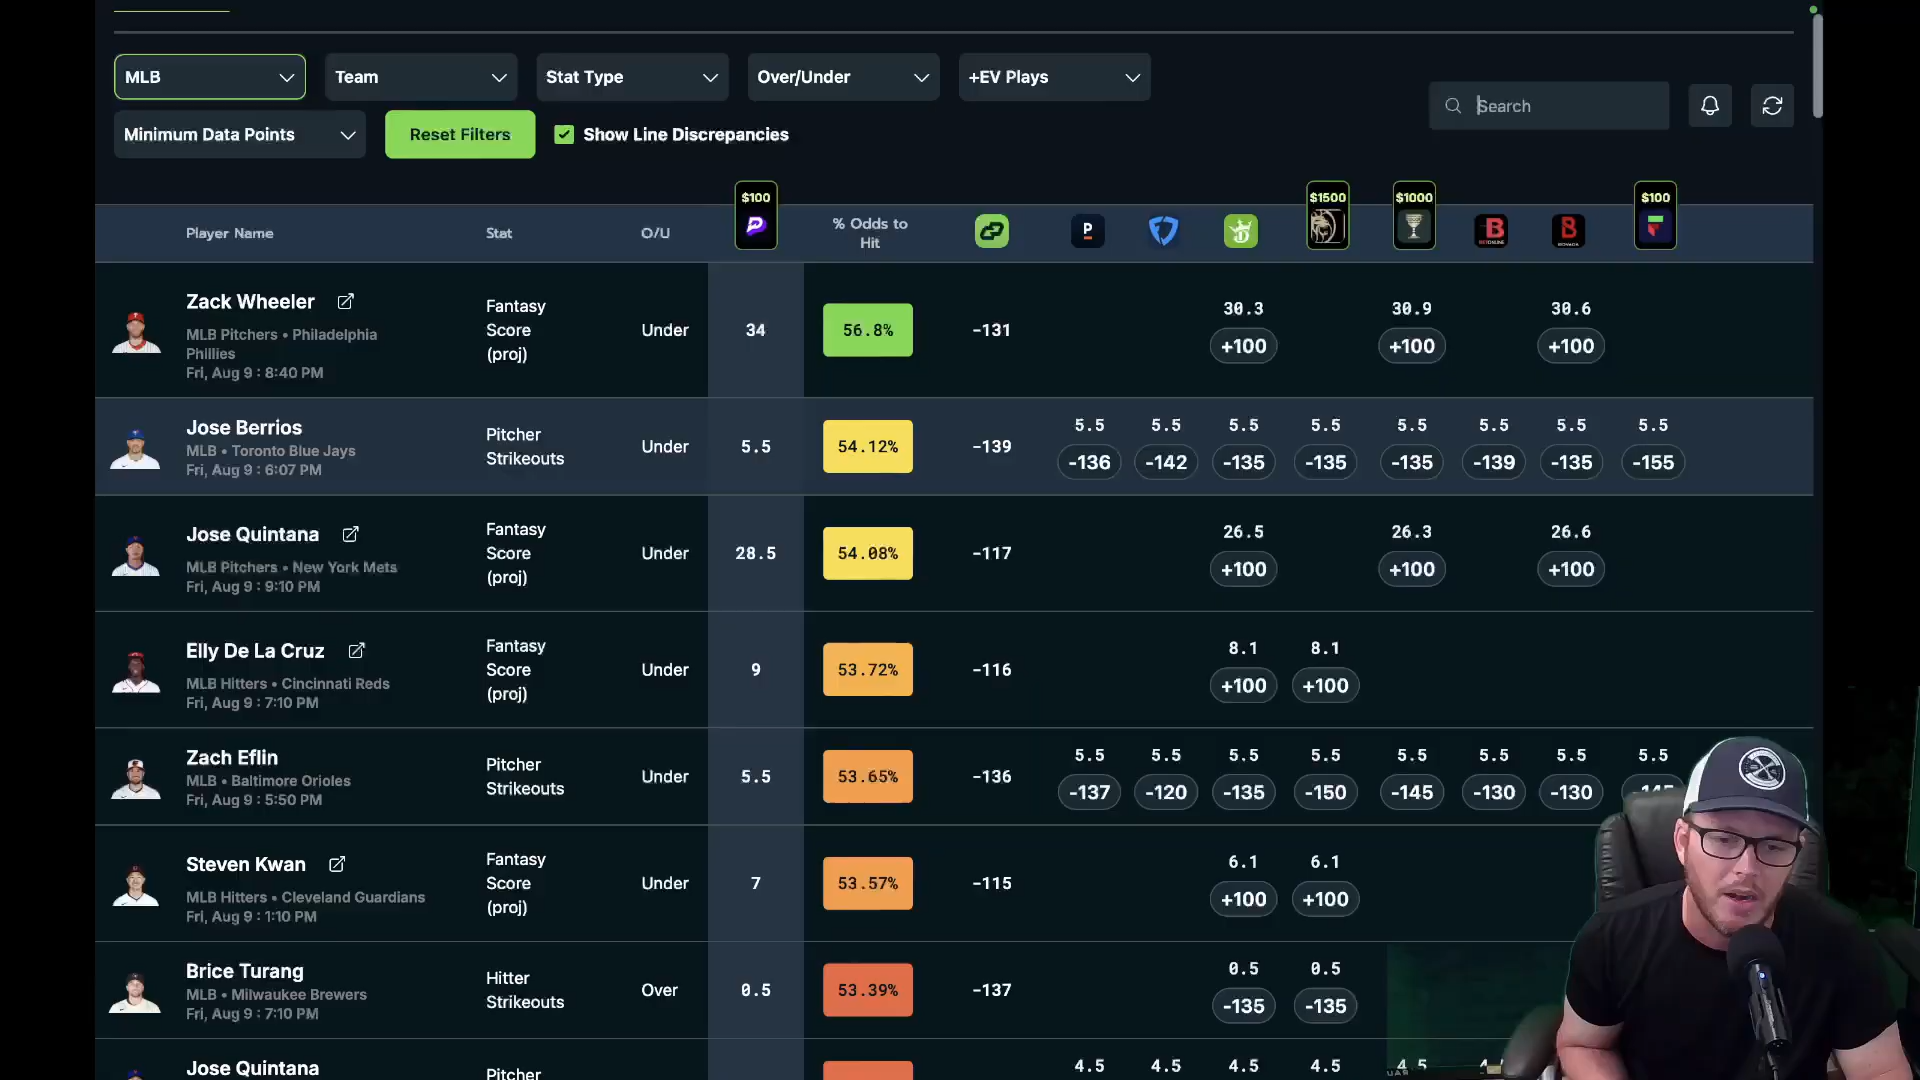 MLB
Team
Stat Type
Over/Under
+EV Plays
Search
Minimum Data Points
Reset Filters
Show Line Discrepancies
$100
$1500
$1000
$100
Player Name
Stat
O/U
% Odds to
Hit
P
BETONLINE
BOVADA
Zack Wheeler
MLB Pitchers • Philadelphia
Phillies
Fri, Aug 9 : 8:40 PM
Fantasy
Score
(proj)
Under
34
56.8%
-131
30.3
+100
30.9
+100
30.6
+100
Jose Berrios
MLB • Toronto Blue Jays
Fri, Aug 9 : 6:07 PM
Pitcher
Strikeouts
Under
5.5
54.12%
-139
5.5 5.5 5.5 5.5 5.5 5.5 5.5 5.5
-136 -142 -135 -135 -135 -139 -135 -155
Jose Quintana
MLB Pitchers • New York Mets
Fri, Aug 9 : 9:10 PM
Fantasy
Score
(proj)
Under
28.5
54.08%
-117
26.5
+100
26.3
+100
26.6
+100
Elly De La Cruz
MLB Hitters • Cincinnati Reds
Fri, Aug 9 : 7:10 PM
Fantasy
Score
(proj)
Under
9
53.72%
-116
8.1
+100
8.1
+100
Zach Eflin
MLB • Baltimore Orioles
Fri, Aug 9 : 5:50 PM
Pitcher
Strikeouts
Under
5.5
53.65%
-136
5.5 5.5 5.5 5.5 5.5 5.5 5.5 5.5
-137 -120 -135 -150 -145 -130 -130
Steven Kwan
MLB Hitters • Cleveland Guardians
Fri, Aug 9 : 1:10 PM
Fantasy
Score
(proj)
Under
7
53.57%
-115
6.1
+100
6.1
+100
Brice Turang
MLB • Milwaukee Brewers
Fri, Aug 9 : 7:10 PM
Hitter
Strikeouts
Over
0.5
53.39%
-137
0.5
-135
0.5
-135
Jose Quintana
Pitcher
4.5 4.5 4.5 4.5 4.5